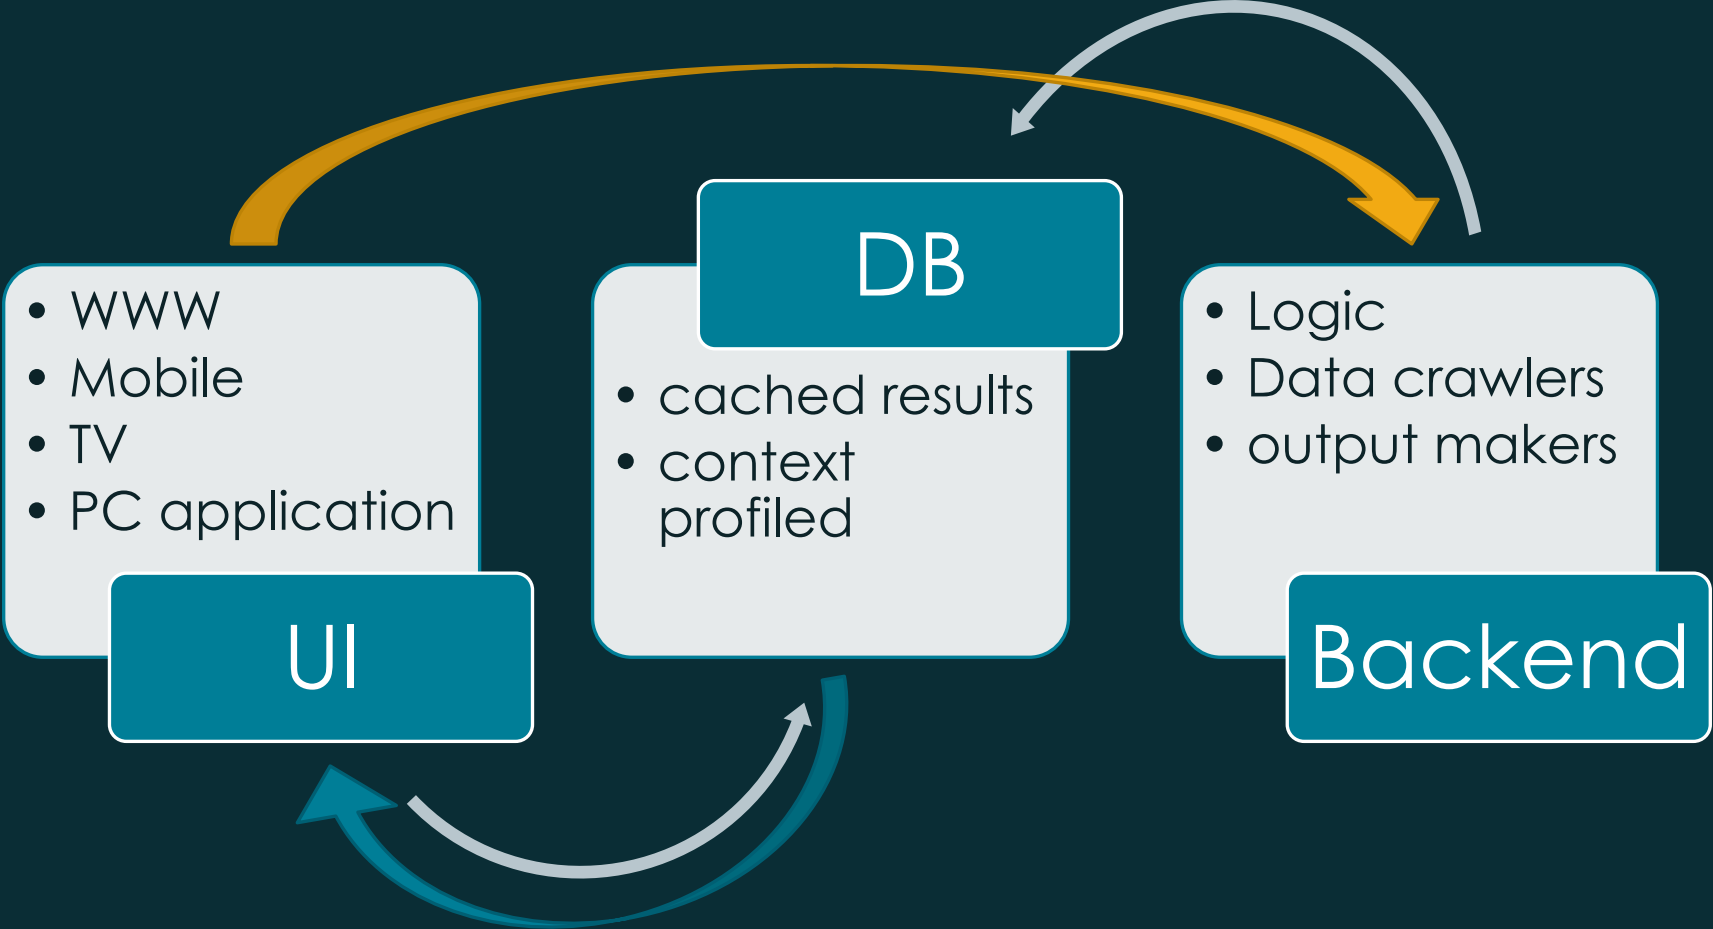 • WWW
• Mobile
• TV
• PC application
UI
DB
• cached results
• context
profiled
• Logic
• Data crawlers
• output makers
Backend